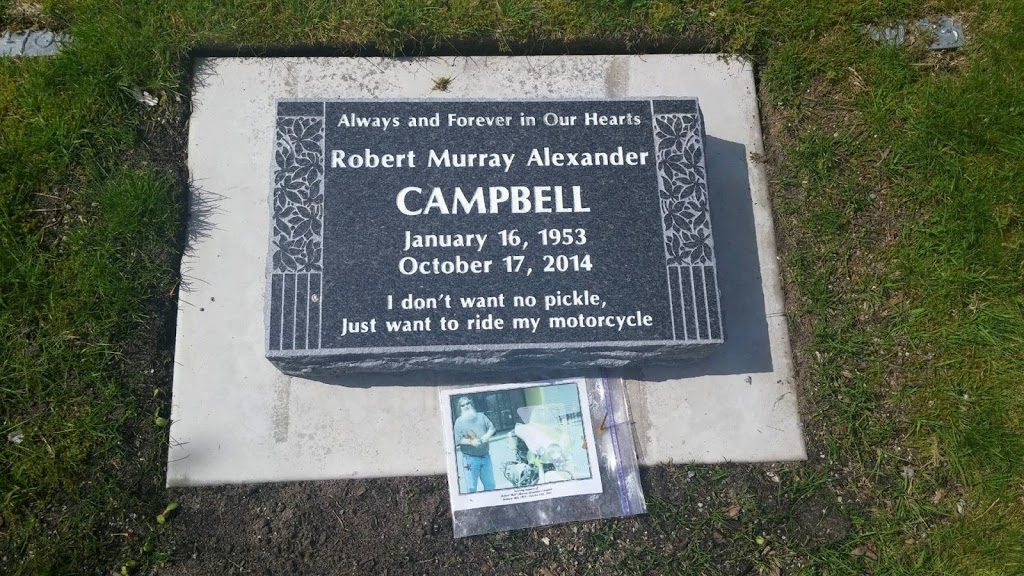 Always and Forever in Our Hearts
Robert Murray Alexander
CAMPBELL
January 16, 1953
October 17, 2014
I don't want no pickle,
Just want to ride my motorcycle